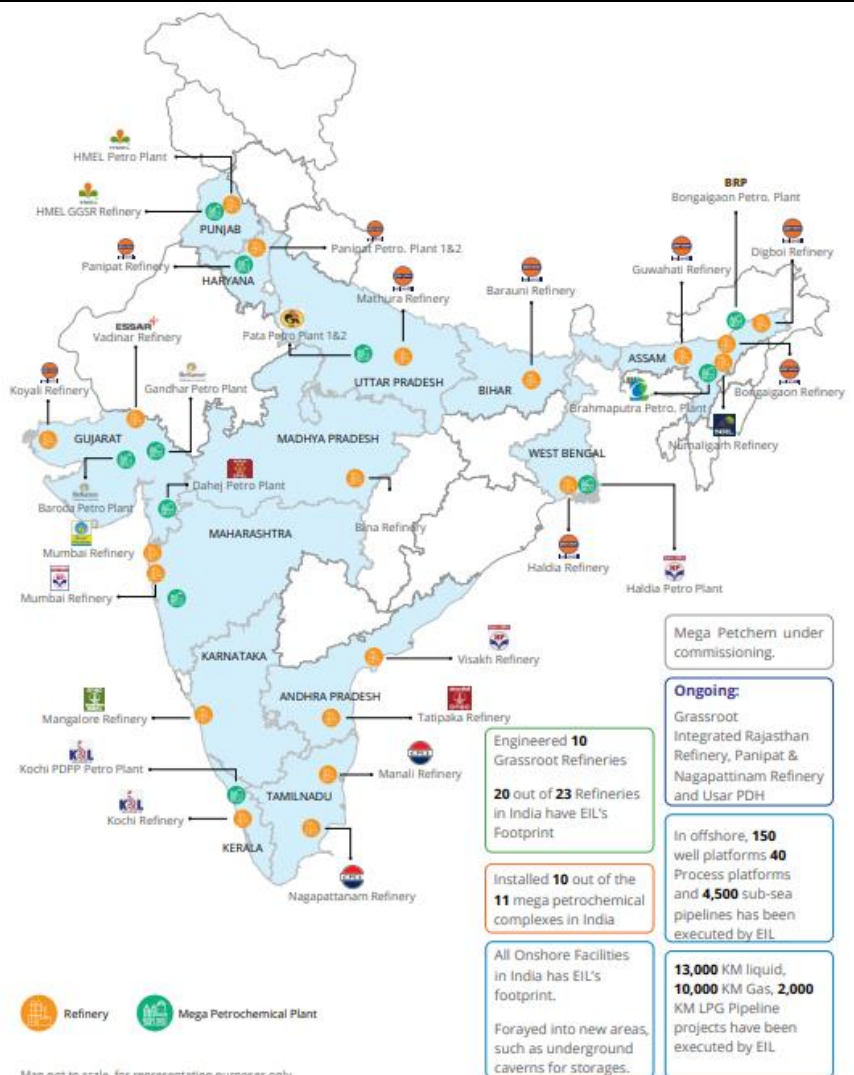 HMEL Petro Plant
HMEL GGSR Refinery
PUNJAB
Panipat Refinery
Panipat Petro. Plant 1&2
HARYANA
BRP
Bongaigaon Petro. Plant
Digboi Refinery
Guwahati Refinery
Barauni Refinery
Mathura Refinery
ESSAR
Vadinar Refinery
Pata Petro Plant 1&2
UTTAR PRADESH
BIHAR
ASSAM
Bongaigaon Refinery
Brahmaputra Petro. Plant
Numaligarh Refinery
Koyali Refinery
Gandhar Petro Plant
GUJARAT
MADHYA PRADESH
WEST BENGAL
Dahej Petro Plant
Baroda Petro Plant
Bina Refinery
MAHARASHTRA
Mumbai Refinery
Mumbai Refinery
Haldia Refinery
Haldia Petro Plant
KARNATAKA
Visakh Refinery
ANDHRA PRADESH
Mangalore Refinery
Tatipaka Refinery
Kochi PDPP Petro Plant
Manali Refinery
TAMILNADU
Kochi Refinery
KERALA
Nagapattanam Refinery
Mega Petchem under
commissioning.
Ongoing:
Grassroot
Integrated Rajasthan
Refinery, Panipat &
Nagapattinam Refinery
and Usar PDH
Engineered 10
Grassroot Refineries
20 out of 23 Refineries
in India have EIL's
Footprint
In offshore, 150
well platforms 40
Process platforms
and 4,500 sub-sea
pipelines has been
executed by EIL
Installed 10 out of the
11 mega petrochemical
complexes in India
All Onshore Facilities
in India has EIL's
footprint.
Forayed into new areas,
such as underground
caverns for storages.
13,000 KM liquid,
10,000 KM Gas, 2,000
KM LPG Pipeline
projects have been
executed by EIL
Refinery
Mega Petrochemical Plant
Map not to scale, for representation purposes only